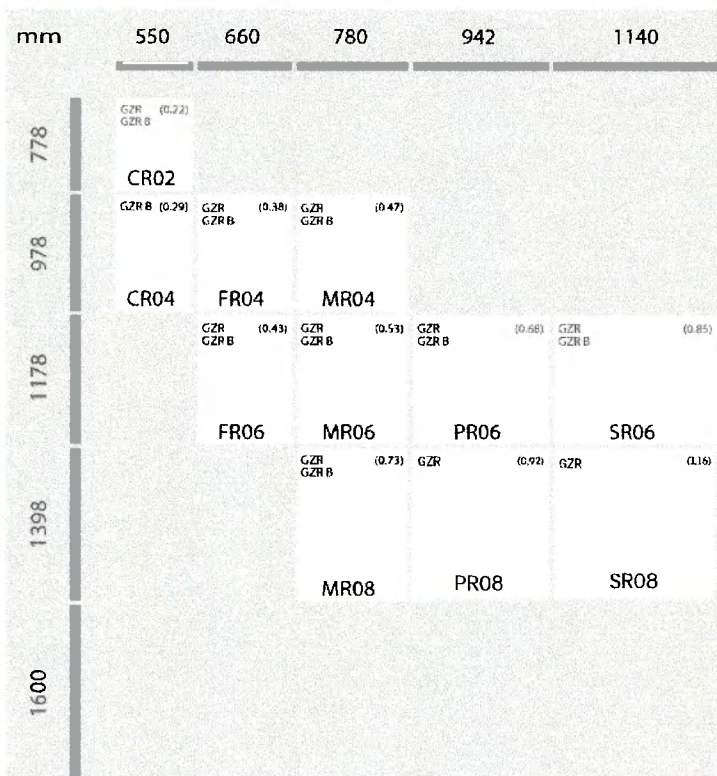 mm 550 660 780 942 1140
778
GZR (0.22)
GZR B
CR02
978
GZR B (0.29) GZR (0.38) GZR (0.47)
GZR B GZR B
CR04 FR04 MR04
1178
GZR (0.43) GZR (0.53) GZR (0.68) GZR (0.85)
GZR B GZR B GZR B GZR B
FR06 MR06 PR06 SR06
1398
GZR (0.73) GZR (0.92) GZR (1.16)
GZR B
MR08 PR08 SR08
1600